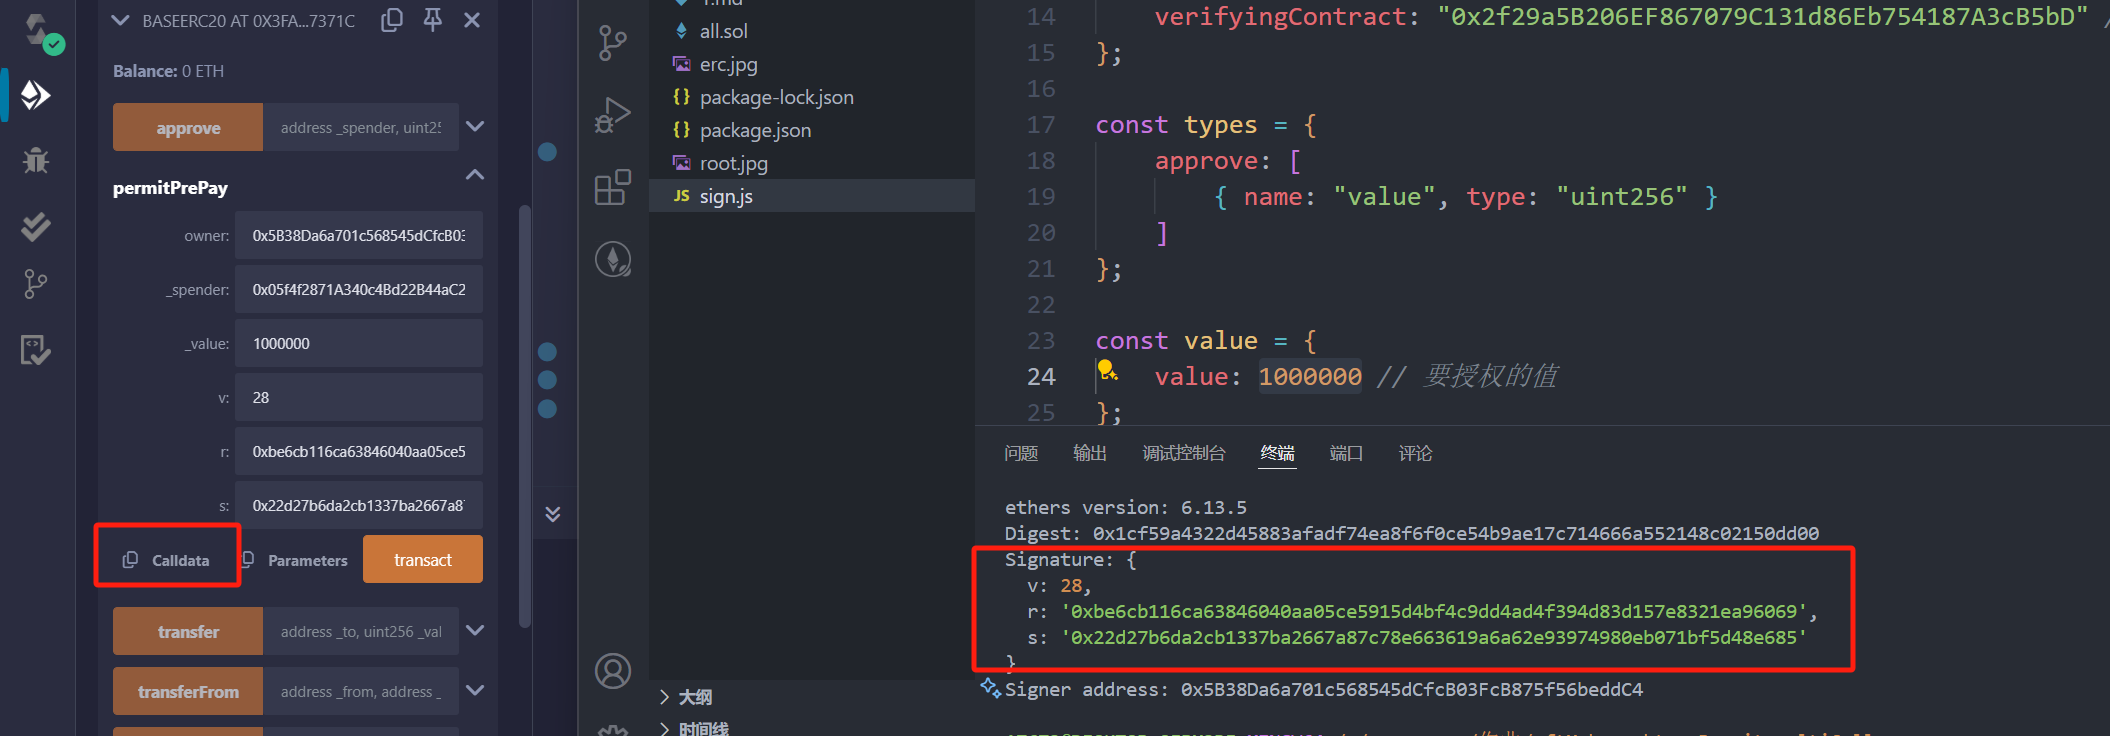 BASEERC20 AT 0X3FA...7371C
Balance: 0 ETH
approve
address _spender, uint25
permitPrePay
owner:
0x5B38Da6a701c568545dCfcB03
_spender:
0x05f4f2871A340c4Bd22B44aC2
_value:
1000000
v:
28
r:
0xbe6cb116ca63846040aa05ce5
s:
0x22d27b6da2cb1337ba2667a8
Calldata
Parameters
transact
transfer
address _to, uint256 _val
transferFrom
address _from, address _
all.sol
erc.jpg
{} package-lock.json
{} package.json
root.jpg
JS sign.js
大纲
时间线
14 verifyingContract: "0x2f29a5B206EF867079C131d86Eb754187A3cB5bD" /
15 };
16
17 const types = {
18 approve: [
19 { name: "value", type: "uint256" }
20 ]
21 };
22
23 const value = {
24 value: 1000000 // 要授权的值
25 };
问题 输出 调试控制台 终端 端口 评论
ethers version: 6.13.5
Digest: 0x1cf59a4322d45883afadf74ea8f6f0ce54b9ae17c714666a552148c02150dd00
Signature: {
v: 28,
r: '0xbe6cb116ca63846040aa05ce5915d4bf4c9dd4ad4f394d83d157e8321ea96069',
s: '0x22d27b6da2cb1337ba2667a87c78e663619a6a62e93974980eb071bf5d48e685'
}
Signer address: 0x5B38Da6a701c568545dCfcB03FcB875f56beddC4